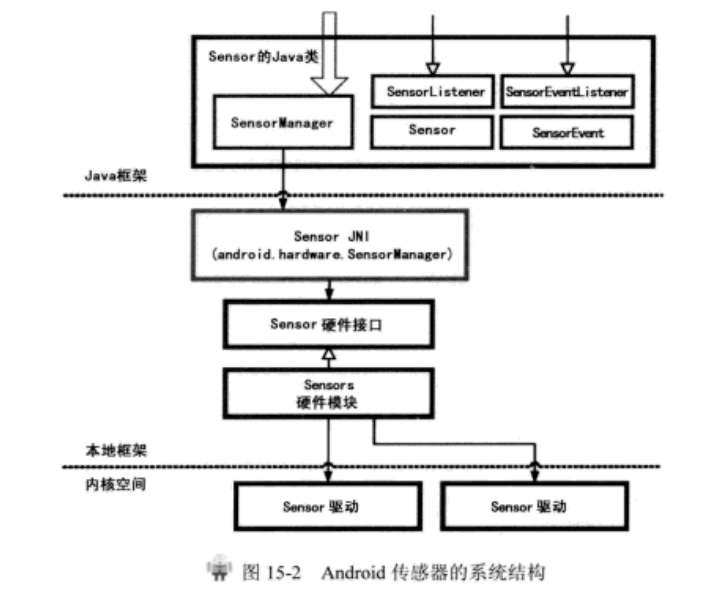 Sensor的Java类
SensorManager
SensorListener
SensorEventListener
Sensor
SensorEvent
Java框架
Sensor JNI
(android.hardware.SensorManager)
Sensor 硬件接口
Sensors
硬件模块
本地框架
内核空间
Sensor 驱动
Sensor 驱动
图 15-2 Android 传感器的系统结构